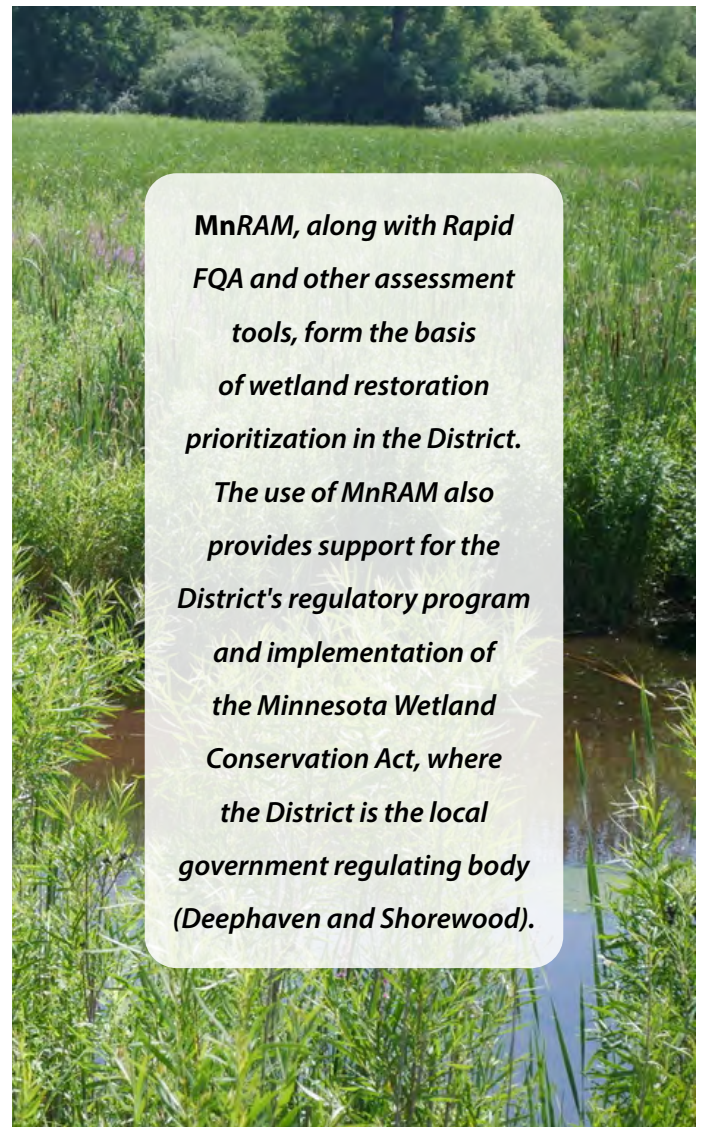 MnRAM, along with Rapid
FQA and other assessment
tools, form the basis
of wetland restoration
prioritization in the District.
The use of MnRAM also
provides support for the
District's regulatory program
and implementation of
the Minnesota Wetland
Conservation Act, where
the District is the local
government regulating body
(Deephaven and Shorewood).